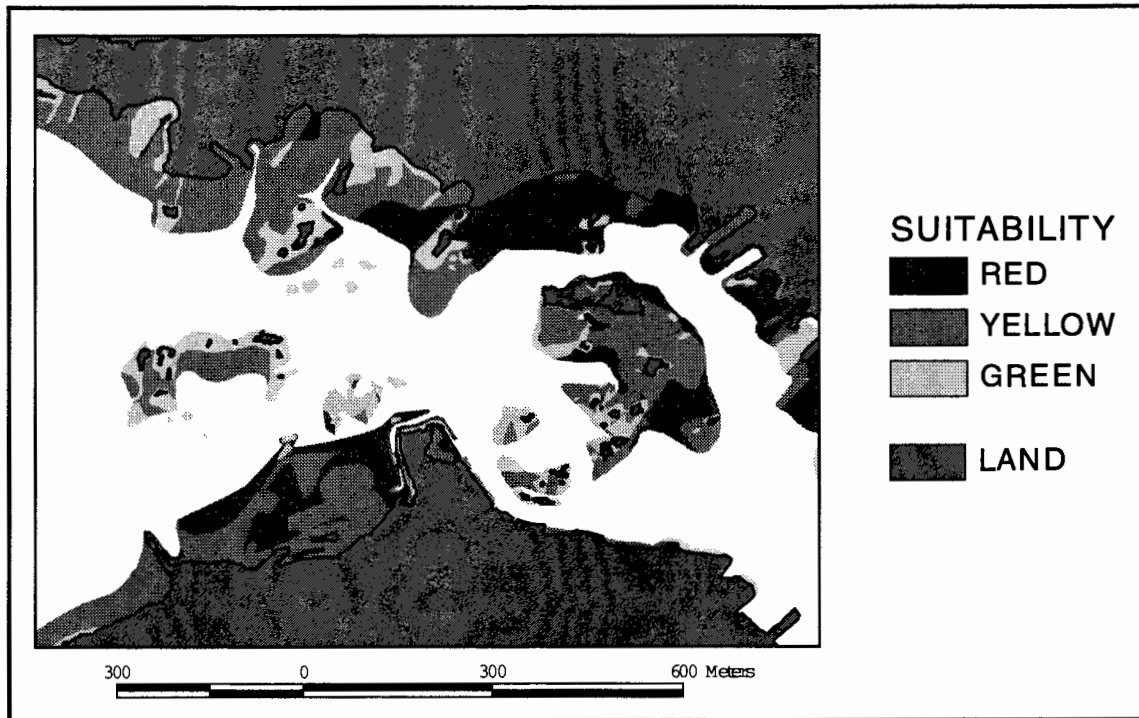 SUITABILITY
RED
YELLOW
GREEN
LAND
300 0 300 600 Meters